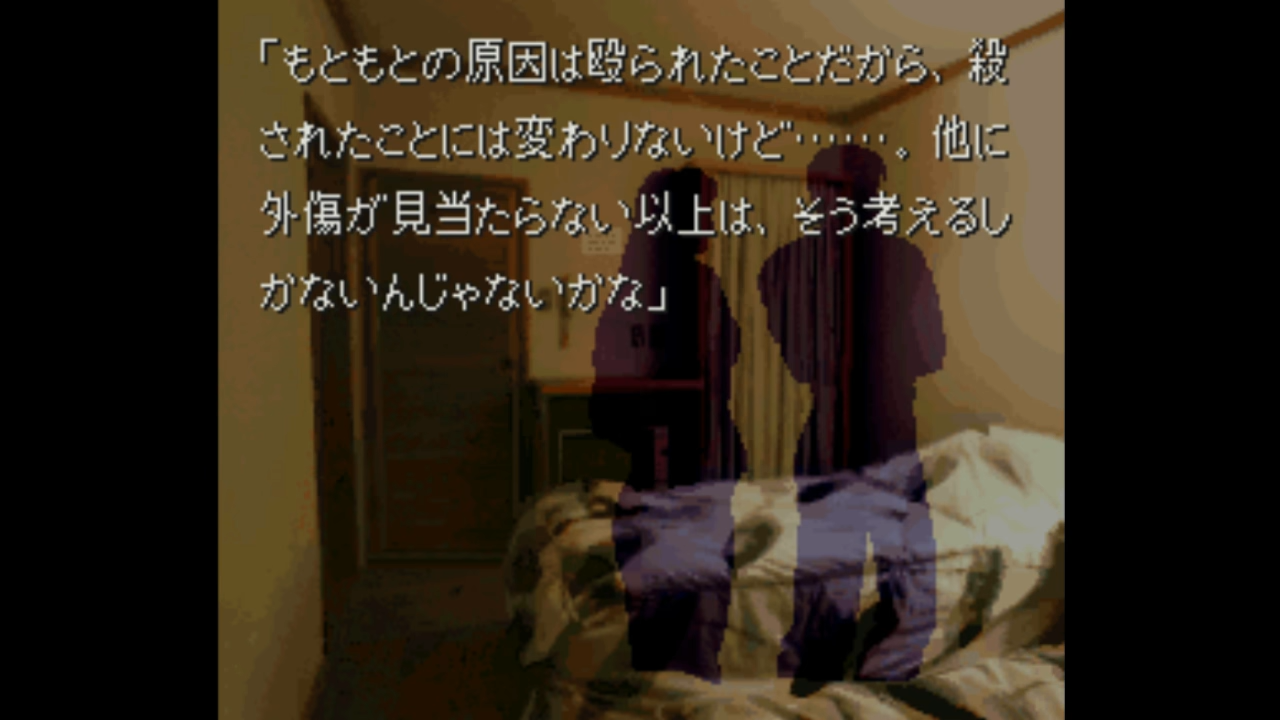 「もともとの原因は殴られたことだから、殺
されたことには変わりないけど……。他に
外傷が見当たらない以上は、そう考えるし
かないんじゃないかな」